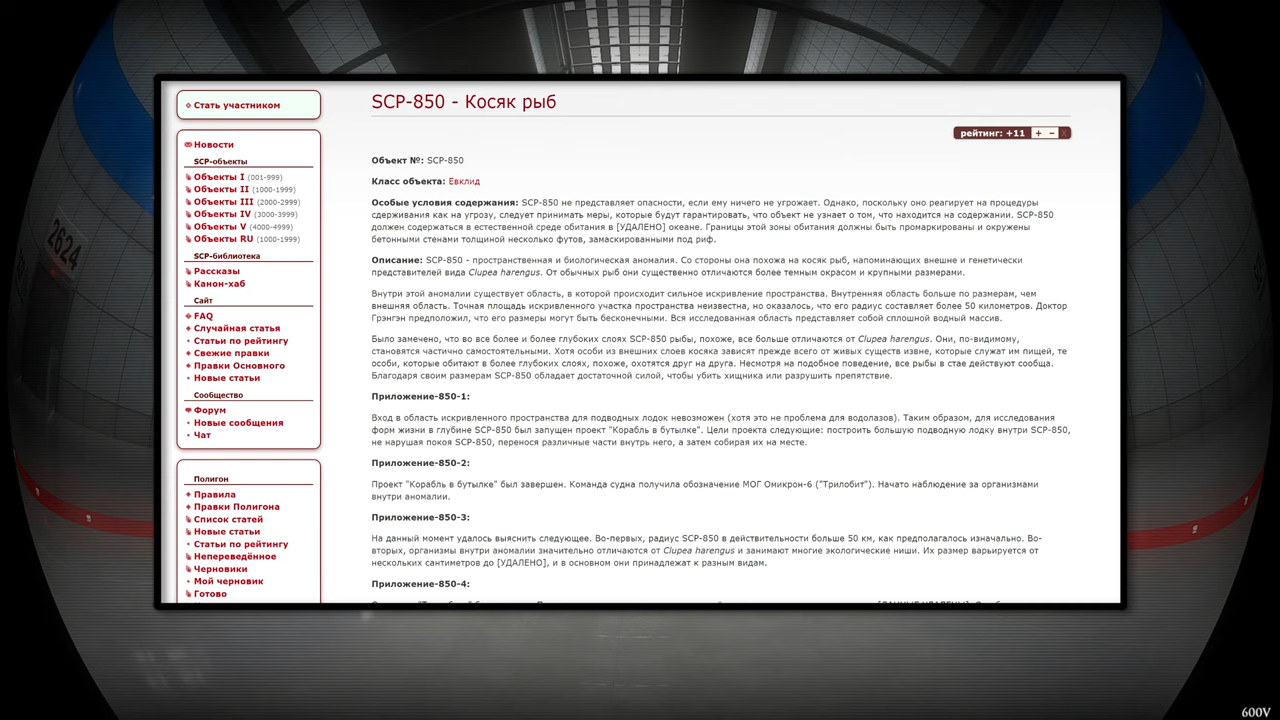 Стать участником
Новости
SCP-объекты
Объекты I (001-999)
Объекты II (1000-1999)
Объекты III (2000-2999)
Объекты IV (3000-3999)
Объекты V (4000-4999)
Объекты RU (1000-1999)
SCP-библиотека
Рассказы
Канон-хаб
Сайт
FAQ
Случайная статья
Статьи по рейтингу
Свежие правки
Правки Основного
Новые статьи
Сообщество
Форум
Новые сообщения
Чат
Полигон
Правила
Правки Полигона
Список статей
Новые статьи
Статьи по рейтингу
Непереведённое
Черновики
Мой черновик
Готово
SCP-850 - Косяк рыб
рейтинг: +11 + − x
Объект №: SCP-850
Класс объекта: Евклид
Особые условия содержания: SCP-850 не представляет опасности, если ему ничего не угрожает. Однако, поскольку оно реагирует на процедуры
сдерживания как на угрозу, следует принимать меры, которые будут гарантировать, что объект не узнает о том, что находится на содержании. SCP-850
должен содержаться в естественной среде обитания в [УДАЛЕНО] океане. Границы этой зоны обитания должны быть промаркированы и окружены
бетонными стенами толщиной несколько футов, замаскированными под риф.
Описание: SCP-850 - пространственная и биологическая аномалия. Со стороны она похожа на косяк рыб, напоминающих внешне и генетически
представителей вида Clupea harengus. От обычных рыб они существенно отличаются более темным окрасом и крупными размерами.
Внутри этой аномалии существует область, в которой происходит сильное искривление пространства. Внутренняя область больше по размерам, чем
внешняя область. Точная площадь искривленного участка пространства неизвестна, но оказалось, что его радиус составляет более 50 километров. Доктор
Грэнгэн предположил, что его размеры могут быть бесконечными. Вся исследованная область представляет собой сплошной водный массив.
Было замечено, что во все более и более глубоких слоях SCP-850 рыбы, похоже, все больше отличаются от Clupea harengus. Они, по-видимому,
становятся частично самостоятельными. Хотя особи из внешних слоев косяка зависят прежде всего от живых существ извне, которые служат им пищей, те
особи, которые обитают в более глубоких слоях, похоже, охотятся друг на друга. Несмотря на подобное поведение, все рыбы в стае действуют сообща.
Благодаря своим размерам SCP-850 обладает достаточной силой, чтобы убить хищника или разрушить препятствие.
Приложение-850-1:
Вход в область искривленного пространства для подводных лодок невозможен (хотя это не проблема для водолазов). Таким образом, для исследования
форм жизни в глубине SCP-850 был запущен проект "Корабль в бутылке". Цели проекта следующие: построить большую подводную лодку внутри SCP-850,
не нарушая покоя SCP-850, перенося различные части внутрь него, а затем собирая их на месте.
Приложение-850-2:
Проект "Корабль в бутылке" был завершен. Команда судна получила обозначение МОГ Омикрон-6 ("Трилобит"). Начато наблюдение за организмами
внутри аномалии.
Приложение-850-3:
На данный момент удалось выяснить следующее. Во-первых, радиус SCP-850 в действительности больше 50 км, как предполагалось изначально. Во-
вторых, организмы внутри аномалии значительно отличаются от Clupea harengus и занимают многие экологические ниши. Их размер варьируется от
нескольких сантиметров до [УДАЛЕНО], и в основном они принадлежат к разным видам.
Приложение-850-4:
2624
600V